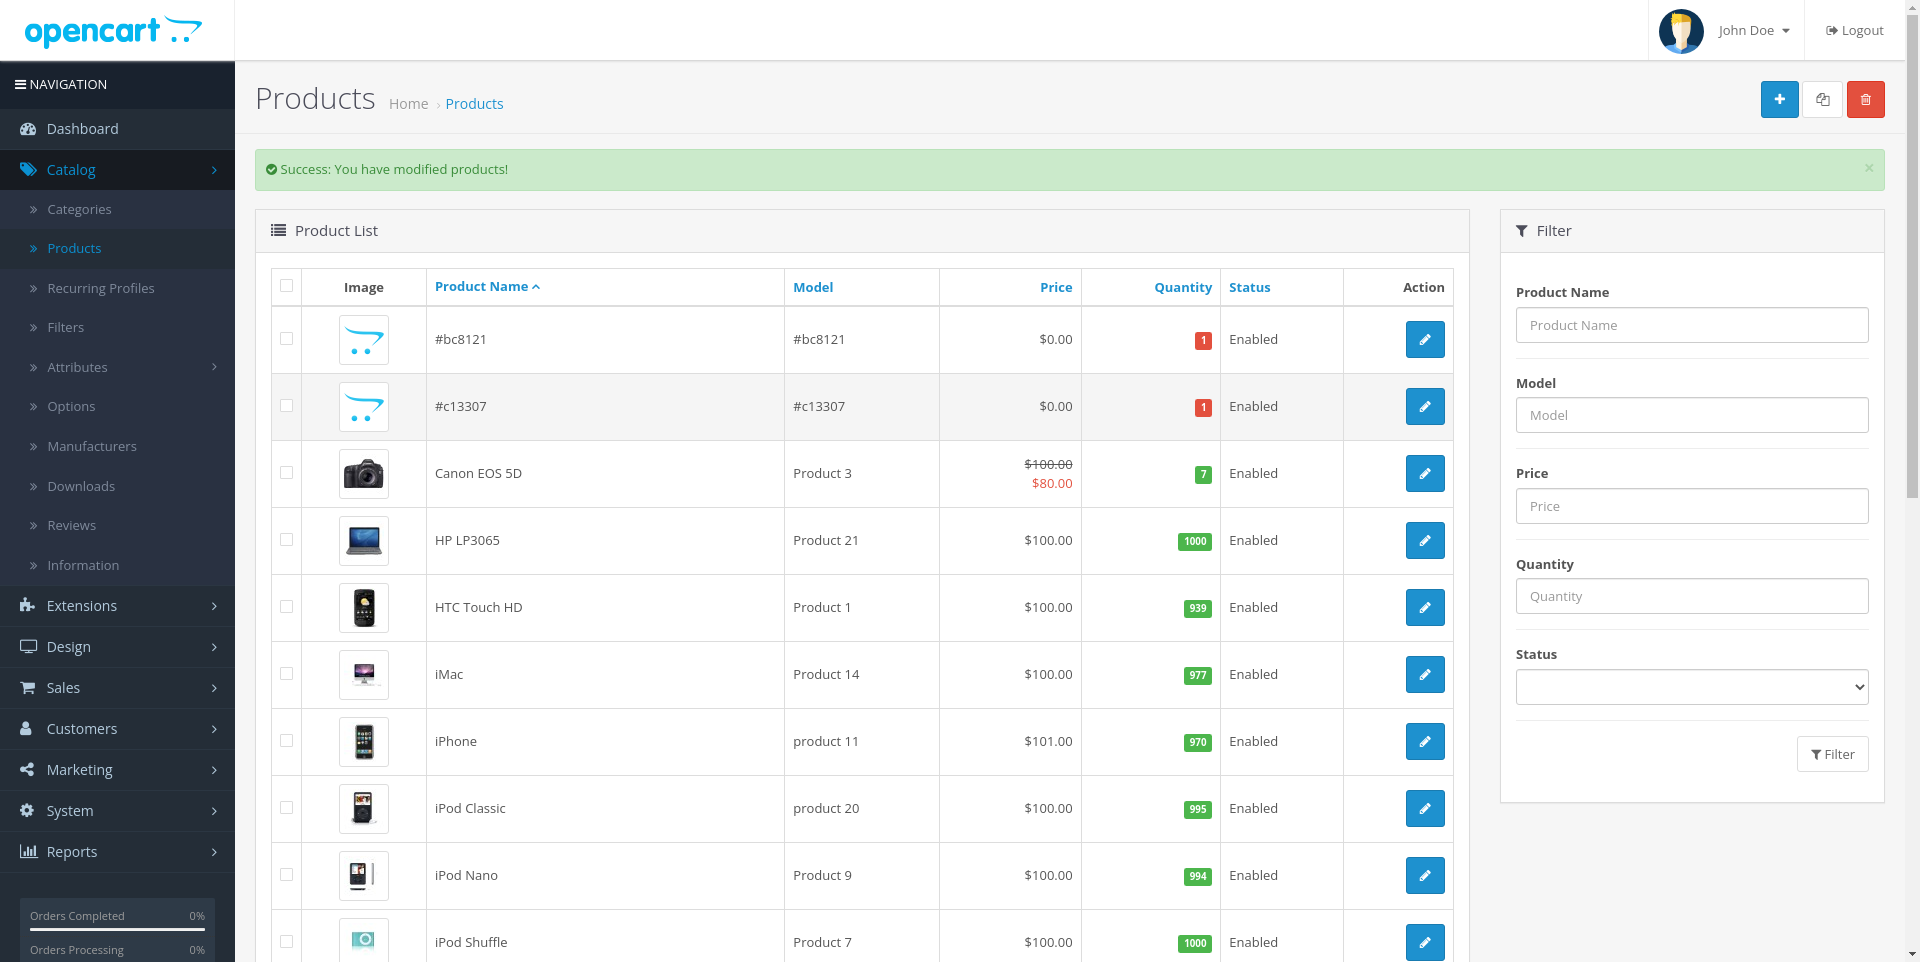 opencart
John Doe
Logout
NAVIGATION
Dashboard
Catalog
Categories
Products
Recurring Profiles
Filters
Attributes
Options
Manufacturers
Downloads
Reviews
Information
Extensions
Design
Sales
Customers
Marketing
System
Reports
Orders Completed 0%
Orders Processing 0%
Products Home › Products
Success: You have modified products! ×
Product List
Image Product Name Model Price Quantity Status Action
#bc8121 #bc8121 $0.00 1 Enabled
#c13307 #c13307 $0.00 1 Enabled
Canon EOS 5D Product 3 $100.00 $80.00 7 Enabled
HP LP3065 Product 21 $100.00 1000 Enabled
HTC Touch HD Product 1 $100.00 939 Enabled
iMac Product 14 $100.00 977 Enabled
iPhone product 11 $101.00 970 Enabled
iPod Classic product 20 $100.00 995 Enabled
iPod Nano Product 9 $100.00 994 Enabled
iPod Shuffle Product 7 $100.00 1000 Enabled
Filter
Product Name
Product Name
Model
Model
Price
Price
Quantity
Quantity
Status
Filter